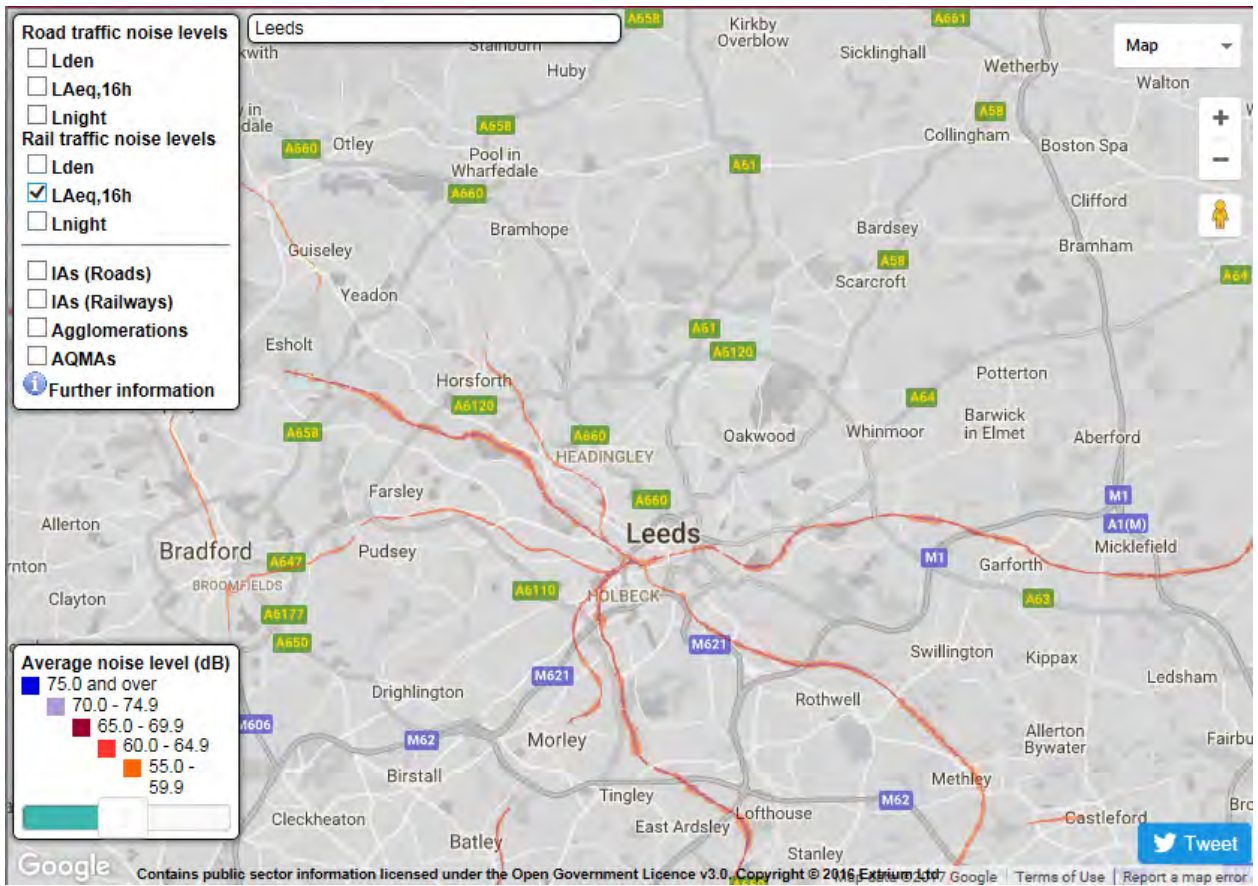 Road traffic noise levels
Lden
LAeq,16h
Lnight
Rail traffic noise levels
Lden
LAeq,16h
Lnight
IAs (Roads)
IAs (Railways)
Agglomerations
AQMAs
Further information
Leeds
Map
+
−
A658
Kirkby
Overblow
A661
Sicklinghall
Wetherby
Walton
Stainburn
Huby
A58
Collingham
Boston Spa
A658
A660
Otley
Pool in
Wharfedale
A61
A660
Clifford
Bramhope
Bardsey
Bramham
Guiseley
A58
Scarcroft
A64
Yeadon
A61
A6120
Esholt
Horsforth
Potterton
A6120
A64
Barwick
in Elmet
A658
A660
Oakwood
Whinmoor
Aberford
HEADINGLEY
Farsley
A660
M1
Allerton
Leeds
A1(M)
Bradford
Pudsey
Micklefield
A647
M1
Garforth
BROOMFIELDS
Clayton
A6110
HOLBECK
A63
A6177
A650
M621
Swillington
Kippax
Ledsham
M621
Drighlington
Rothwell
M606
M62
Morley
Allerton
Bywater
Birstall
Methley
Tingley
M62
Cleckheaton
Lofthouse
Castleford
Batley
East Ardsley
Stanley
Average noise level (dB)
75.0 and over
70.0 - 74.9
65.0 - 69.9
60.0 - 64.9
55.0 -
59.9
Tweet
Google
Contains public sector information licensed under the Open Government Licence v3.0. Copyright © 2016 Extrium Ltd
Map data ©2017 Google
Terms of Use
Report a map error